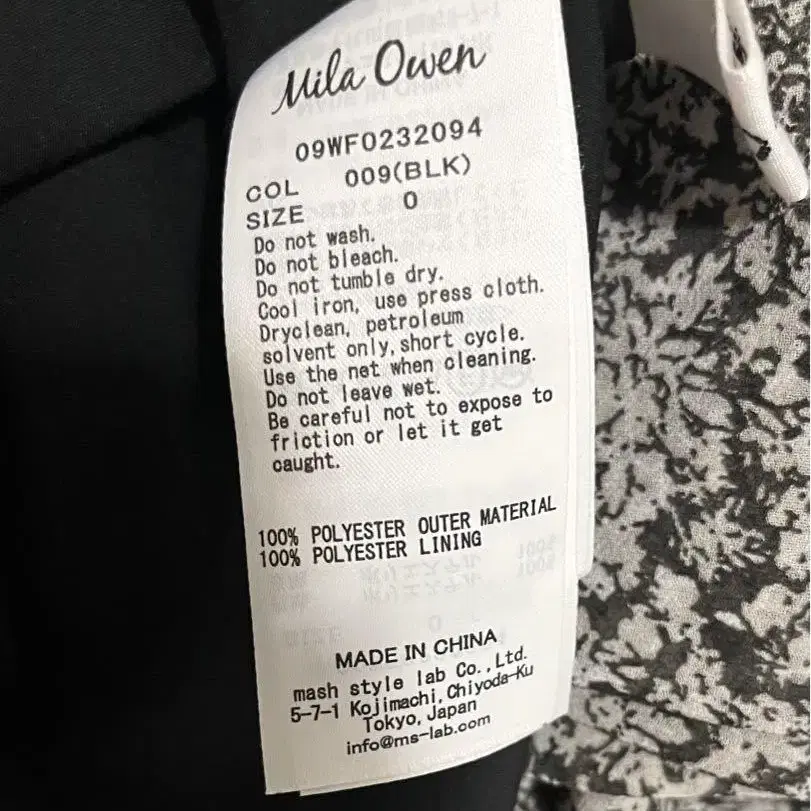 Mila Owen
09WF0232094
COL 009(BLK)
SIZE 0
Do not wash.
Do not bleach.
Do not tumble dry.
Cool iron, use press cloth.
Dryclean, petroleum
solvent only, short cycle.
Use the net when cleaning.
Do not leave wet.
Be careful not to expose to
friction or let it get
caught.
100% POLYESTER OUTER MATERIAL
100% POLYESTER LINING
MADE IN CHINA
mash style lab Co.,Ltd.
5-7-1 Kojimachi,Chiyoda-Ku
Tokyo,Japan
info@ms-lab.com